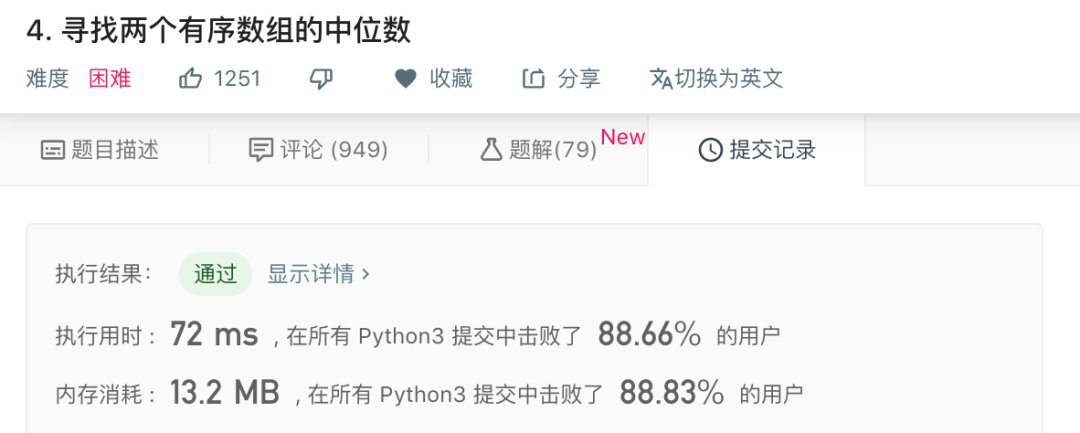 4. 寻找两个有序数组的中位数
难度 困难 1251 收藏 分享 切换为英文
题目描述 评论 (949) 题解(79) New 提交记录
执行结果： 通过 显示详情 ›
执行用时 : 72 ms , 在所有 Python3 提交中击败了 88.66% 的用户
内存消耗 : 13.2 MB , 在所有 Python3 提交中击败了 88.83% 的用户